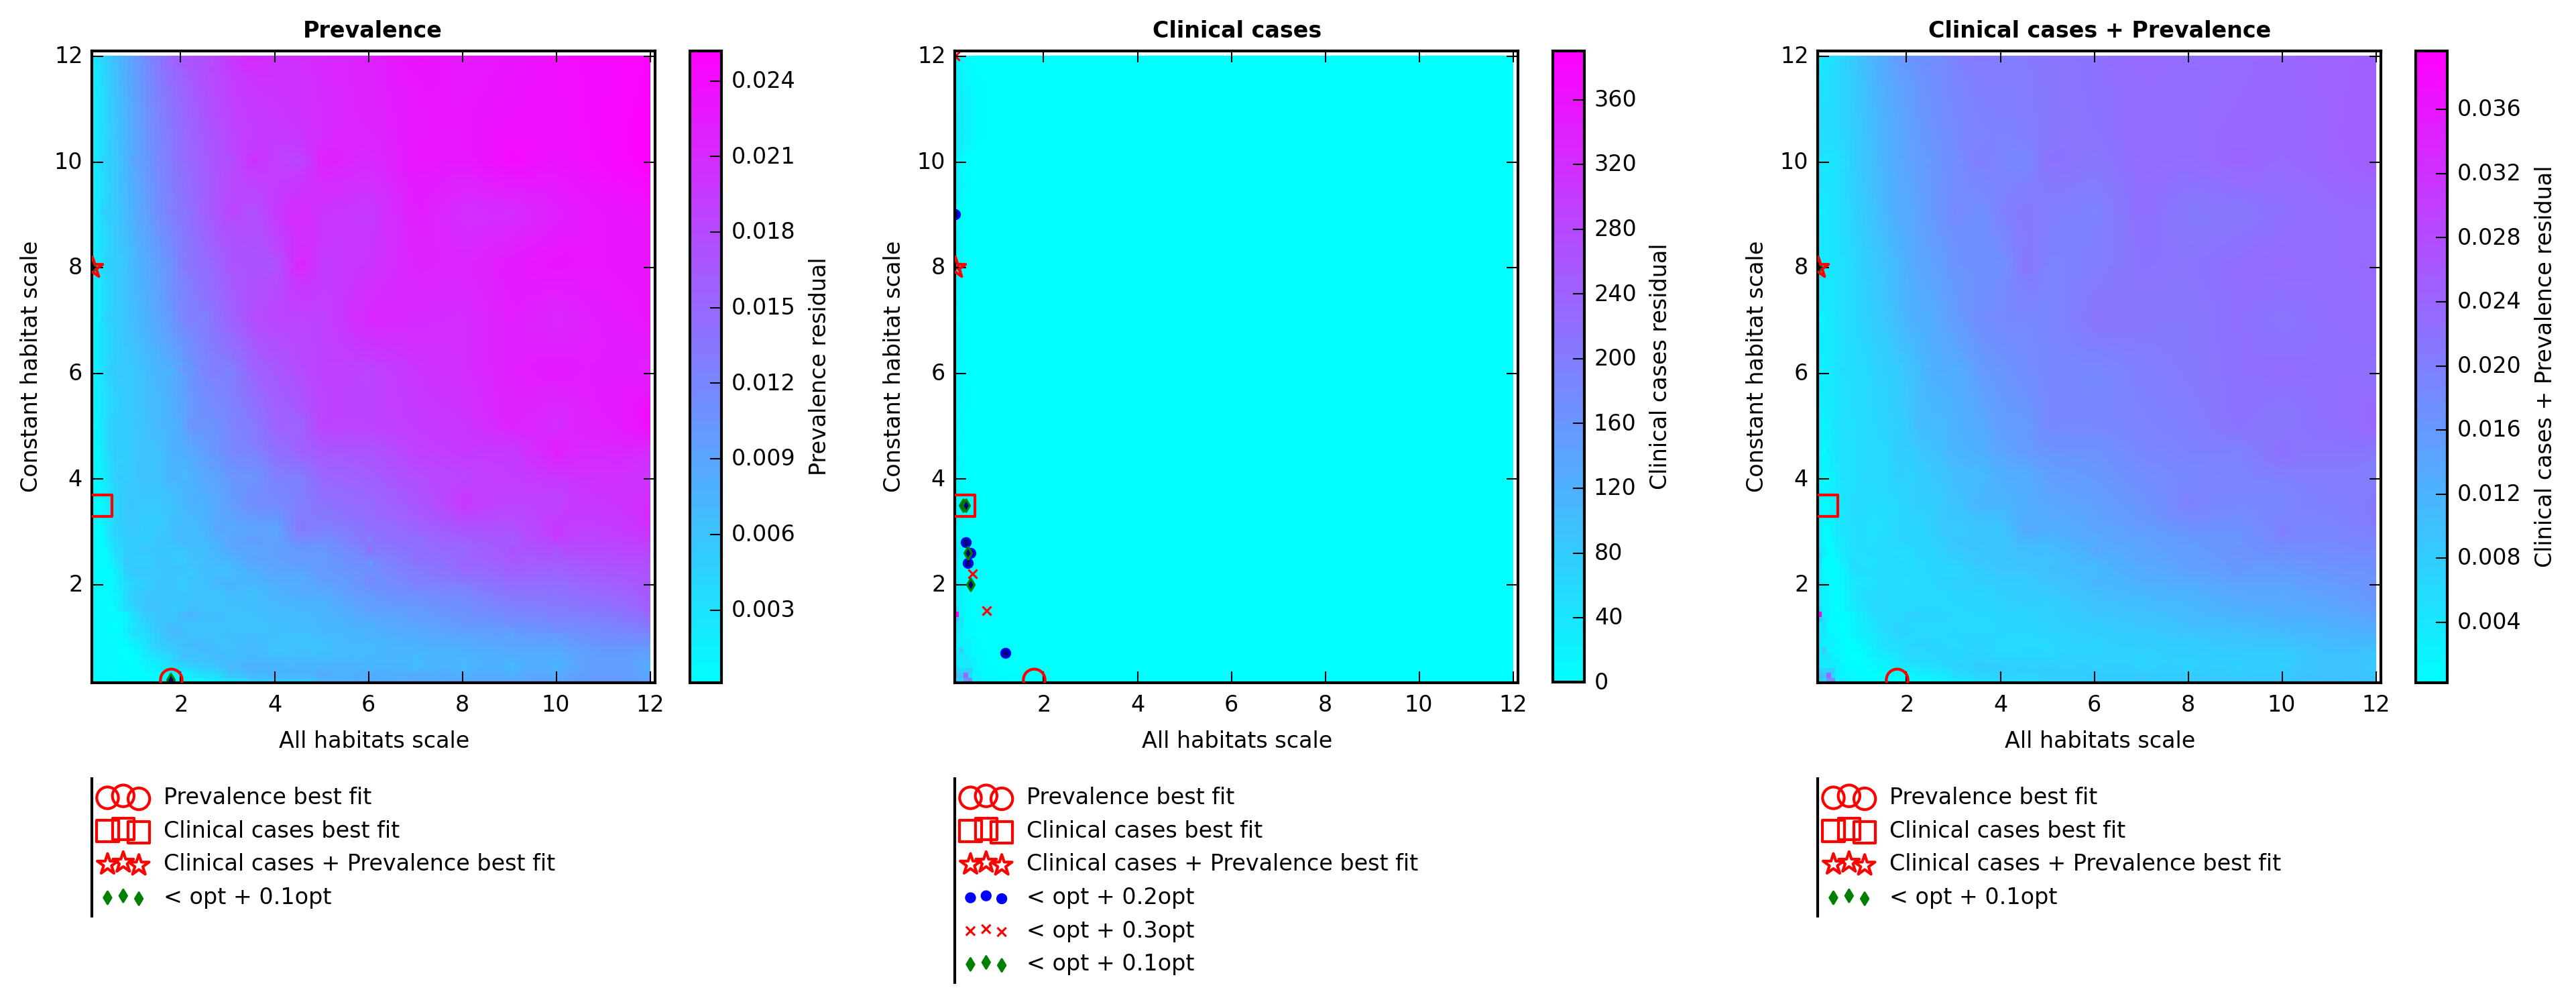 Prevalence
12
10
8
6
4
2
2
4
6
8
10
12
Constant habitat scale
All habitats scale
0.024
0.021
0.018
0.015
0.012
0.009
0.006
0.003
Prevalence residual
Prevalence best fit
Clinical cases best fit
Clinical cases + Prevalence best fit
< opt + 0.1opt
Clinical cases
12
10
8
6
4
2
2
4
6
8
10
12
Constant habitat scale
All habitats scale
360
320
280
240
200
160
120
80
40
0
Clinical cases residual
Prevalence best fit
Clinical cases best fit
Clinical cases + Prevalence best fit
< opt + 0.2opt
< opt + 0.3opt
< opt + 0.1opt
Clinical cases + Prevalence
12
10
8
6
4
2
2
4
6
8
10
12
Constant habitat scale
All habitats scale
0.036
0.032
0.028
0.024
0.020
0.016
0.012
0.008
0.004
Clinical cases + Prevalence residual
Prevalence best fit
Clinical cases best fit
Clinical cases + Prevalence best fit
< opt + 0.1opt